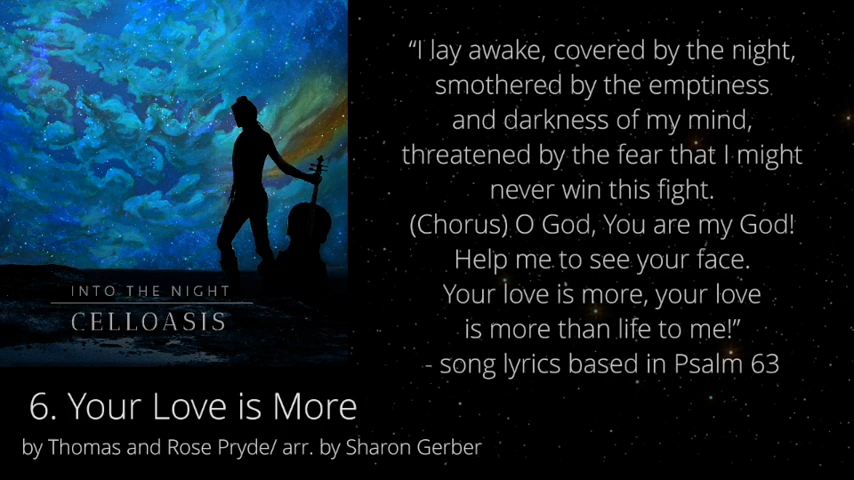 INTO THE NIGHT
CELLOASIS
“I lay awake, covered by the night,
smothered by the emptiness
and darkness of my mind,
threatened by the fear that I might
never win this fight.
(Chorus) O God, You are my God!
Help me to see your face.
Your love is more, your love
is more than life to me!”
- song lyrics based in Psalm 63
6. Your Love is More
by Thomas and Rose Pryde/ arr. by Sharon Gerber